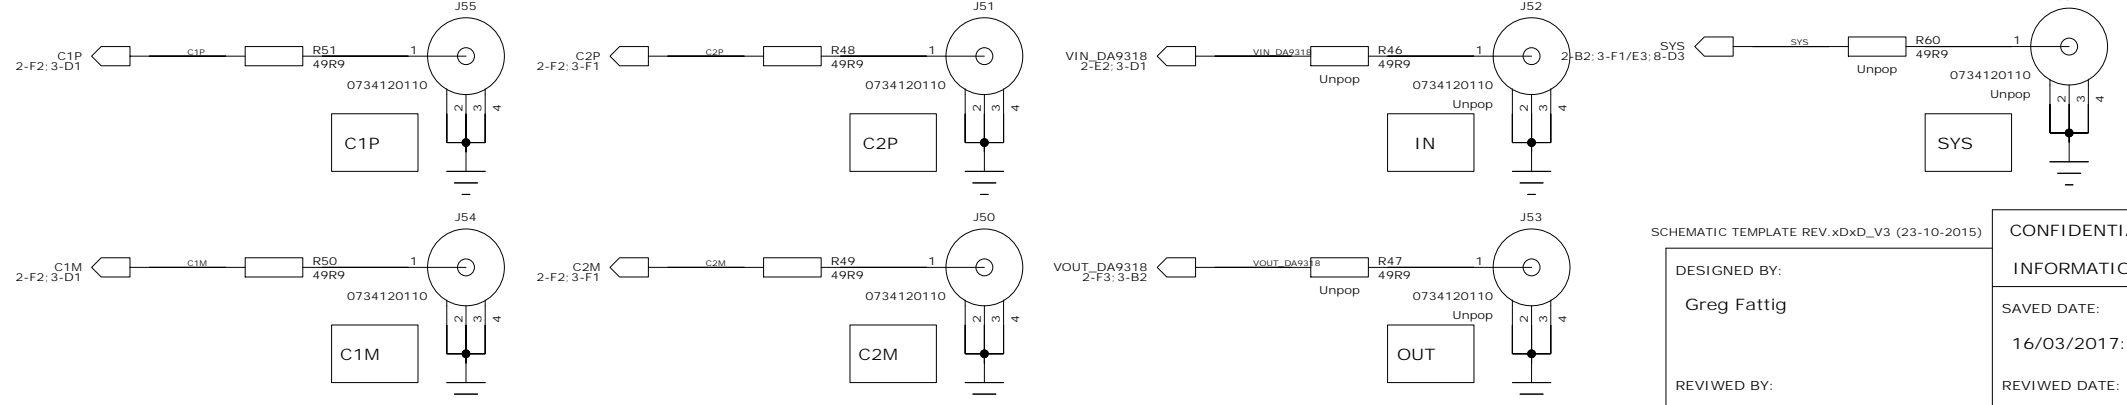 J55
C1P
2-F2;3-D1
C1P
R51
49R9
1
0734120110
2
3
4
C1P
J51
C2P
2-F2;3-F1
C2P
R48
49R9
1
0734120110
2
3
4
C2P
J52
VIN_DA9318
2-E2;3-D1
VIN_DA9318
R46
49R9
Unpop
1
0734120110
Unpop
2
3
4
IN
SYS
2-B2;3-F1/E3;8-D3
SYS
R60
49R9
Unpop
1
0734120110
Unpop
2
3
4
SYS
J54
C1M
2-F2;3-D1
C1M
R50
49R9
1
0734120110
2
3
4
C1M
J50
C2M
2-F2;3-F1
C2M
R49
49R9
1
0734120110
2
3
4
C2M
J53
VOUT_DA9318
2-F3;3-B2
VOUT_DA9318
R47
49R9
Unpop
1
0734120110
Unpop
2
3
4
OUT
SCHEMATIC TEMPLATE REV.xDxD_V3 (23-10-2015)
DESIGNED BY:
Greg Fattig
REVIWED BY:
CONFIDENTIA
INFORMATIO
SAVED DATE:
16/03/2017:
REVIWED DATE: